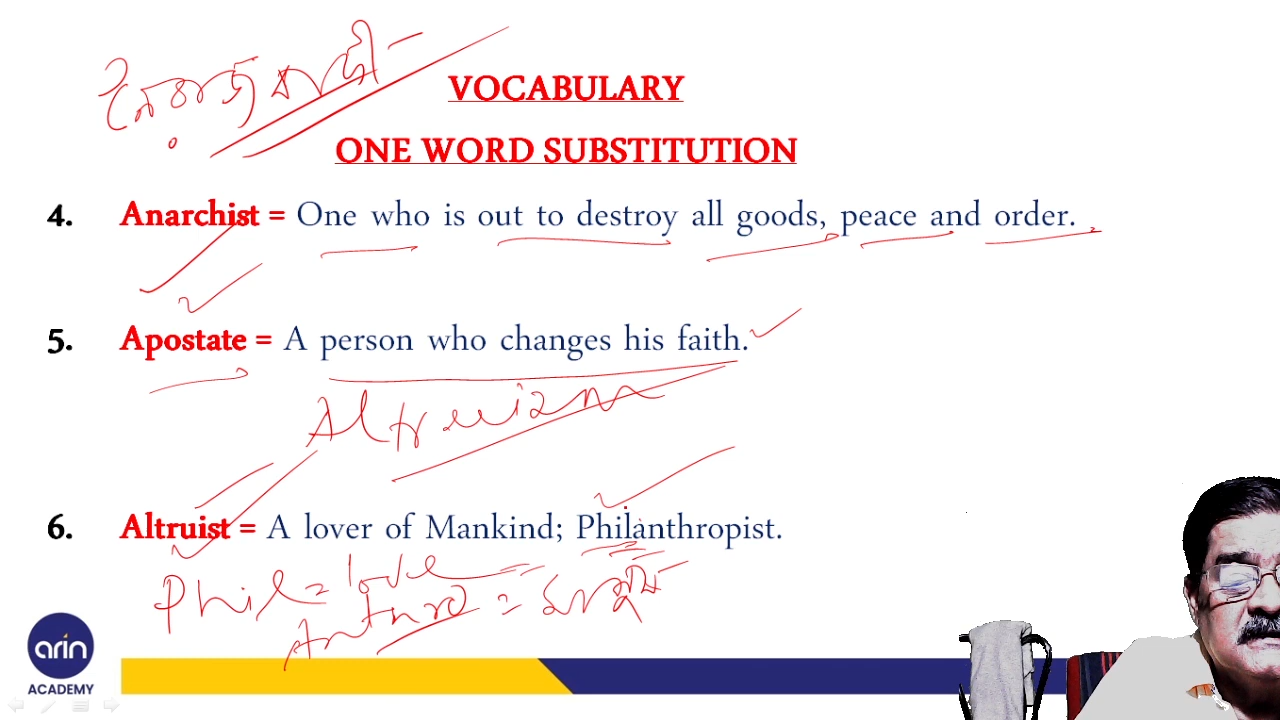 নৈরাজ্যবাদী
VOCABULARY
ONE WORD SUBSTITUTION
4. Anarchist = One who is out to destroy all goods, peace and order.
5. Apostate = A person who changes his faith.
Altruism
6. Altruist = A lover of Mankind; Philanthropist.
Phil = love
Anthro = মানুষ
arin
ACADEMY